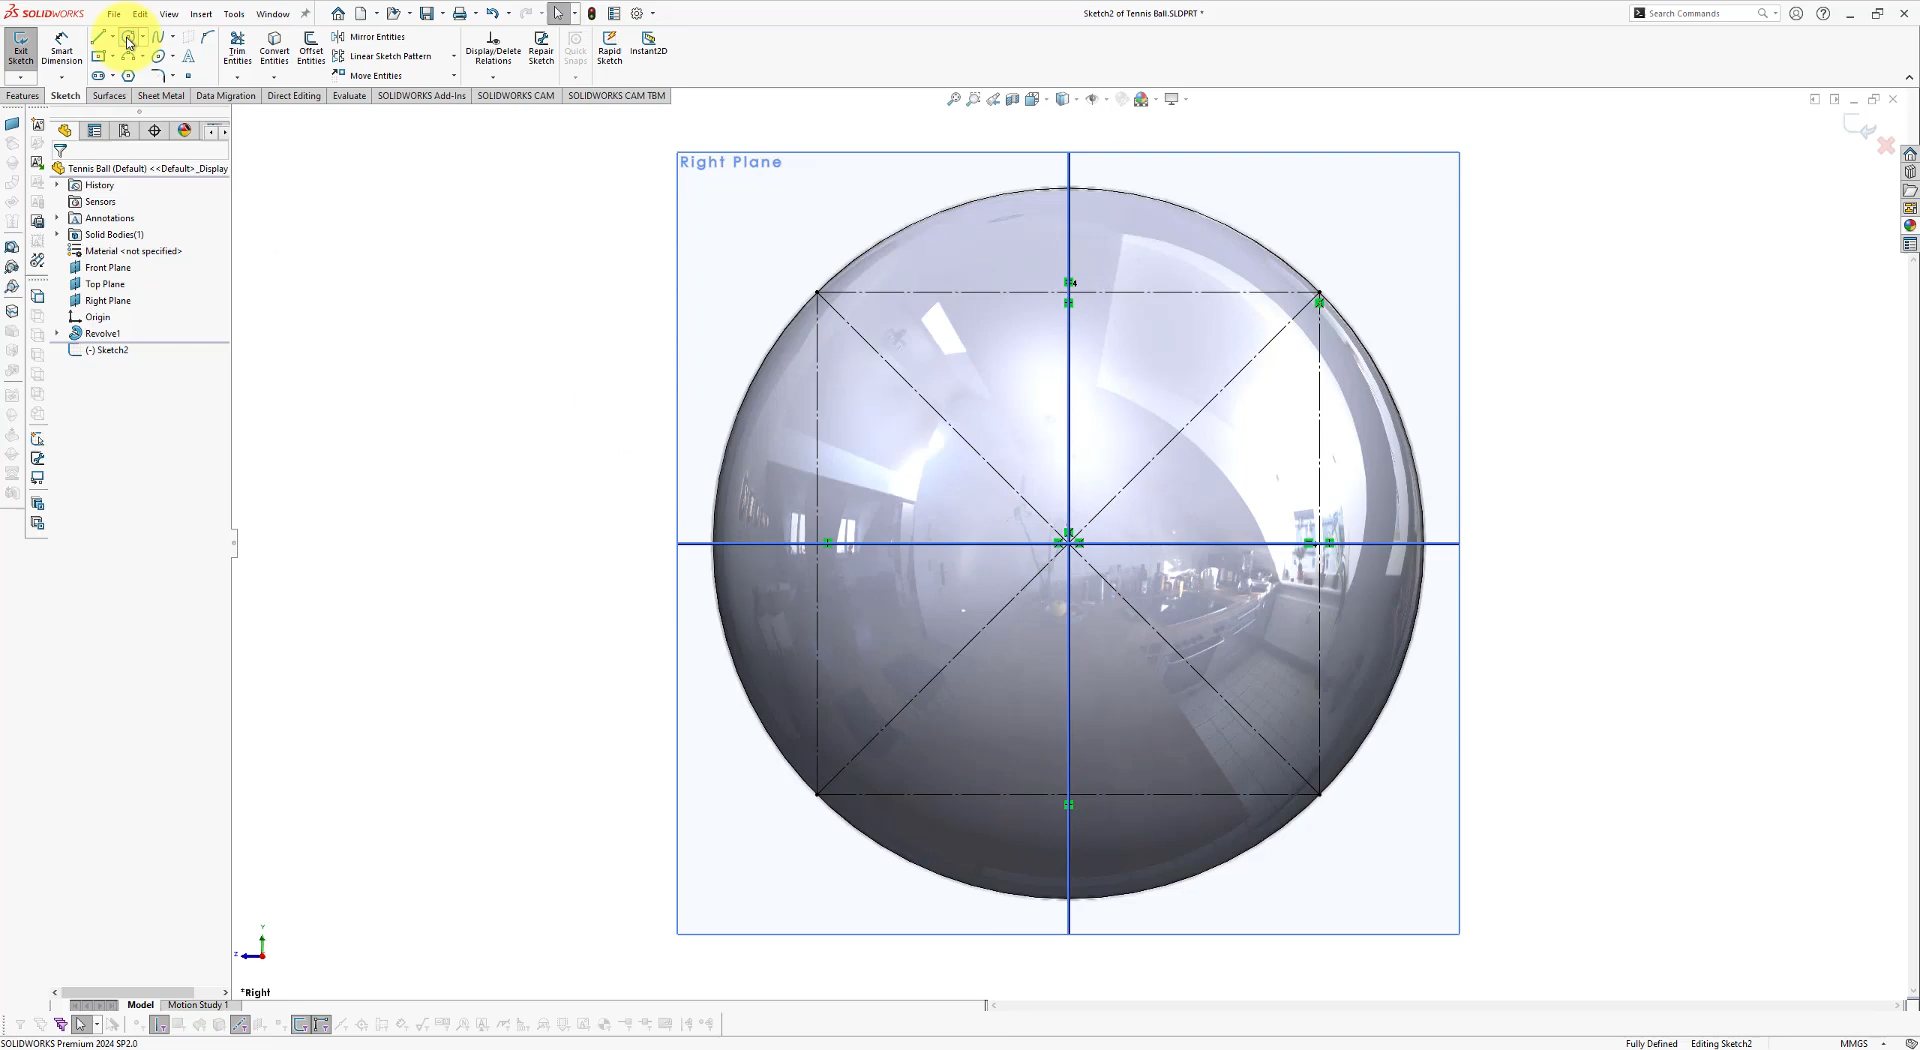 SOLIDWORKS File Edit View Insert Tools Window
Sketch2 of Tennis Ball.SLDPRT *
Search Commands
Exit Sketch
Smart Dimension
Trim Entities
Convert Entities
Offset Entities
Mirror Entities
Linear Sketch Pattern
Move Entities
Display/Delete Relations
Repair Sketch
Quick Snaps
Rapid Sketch
Instant2D
Features Sketch Surfaces Sheet Metal Data Migration Direct Editing Evaluate SOLIDWORKS Add-Ins SOLIDWORKS CAM SOLIDWORKS CAM TBM
Tennis Ball (Default) <<Default>_Display
History
Sensors
Annotations
Solid Bodies(1)
Material <not specified>
Front Plane
Top Plane
Right Plane
Origin
Revolve1
(-) Sketch2
Right Plane
4
Y
Z
*Right
Model Motion Study 1
SOLIDWORKS Premium 2024 SP2.0
Fully Defined Editing Sketch2 MMGS